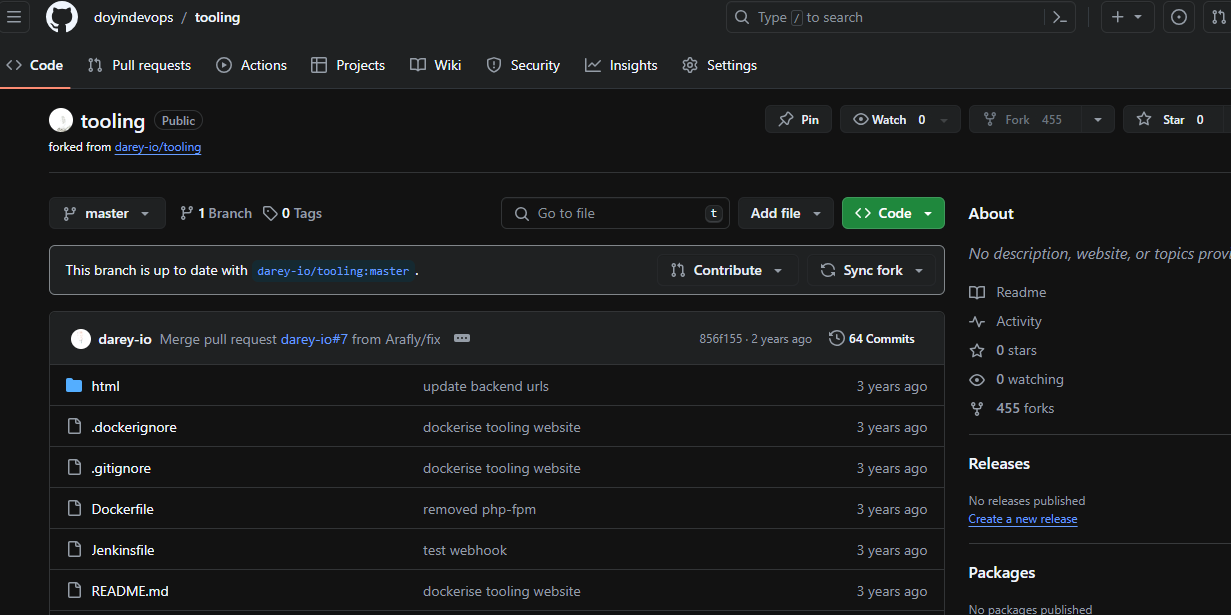 doyindevops / tooling
Type / to search
Code Pull requests Actions Projects Wiki Security Insights Settings
tooling Public
Pin Watch 0 Fork 455 Star 0
forked from darey-io/tooling
master 1 Branch 0 Tags
Go to file t Add file Code
This branch is up to date with darey-io/tooling:master .
Contribute Sync fork
darey-io Merge pull request darey-io#7 from Arafly/fix
856f155 · 2 years ago 64 Commits
html update backend urls 3 years ago
.dockerignore dockerise tooling website 3 years ago
.gitignore dockerise tooling website 3 years ago
Dockerfile removed php-fpm 3 years ago
Jenkinsfile test webhook 3 years ago
README.md dockerise tooling website 3 years ago
About
No description, website, or topics provi
Readme
Activity
0 stars
0 watching
455 forks
Releases
No releases published
Create a new release
Packages
No packages published